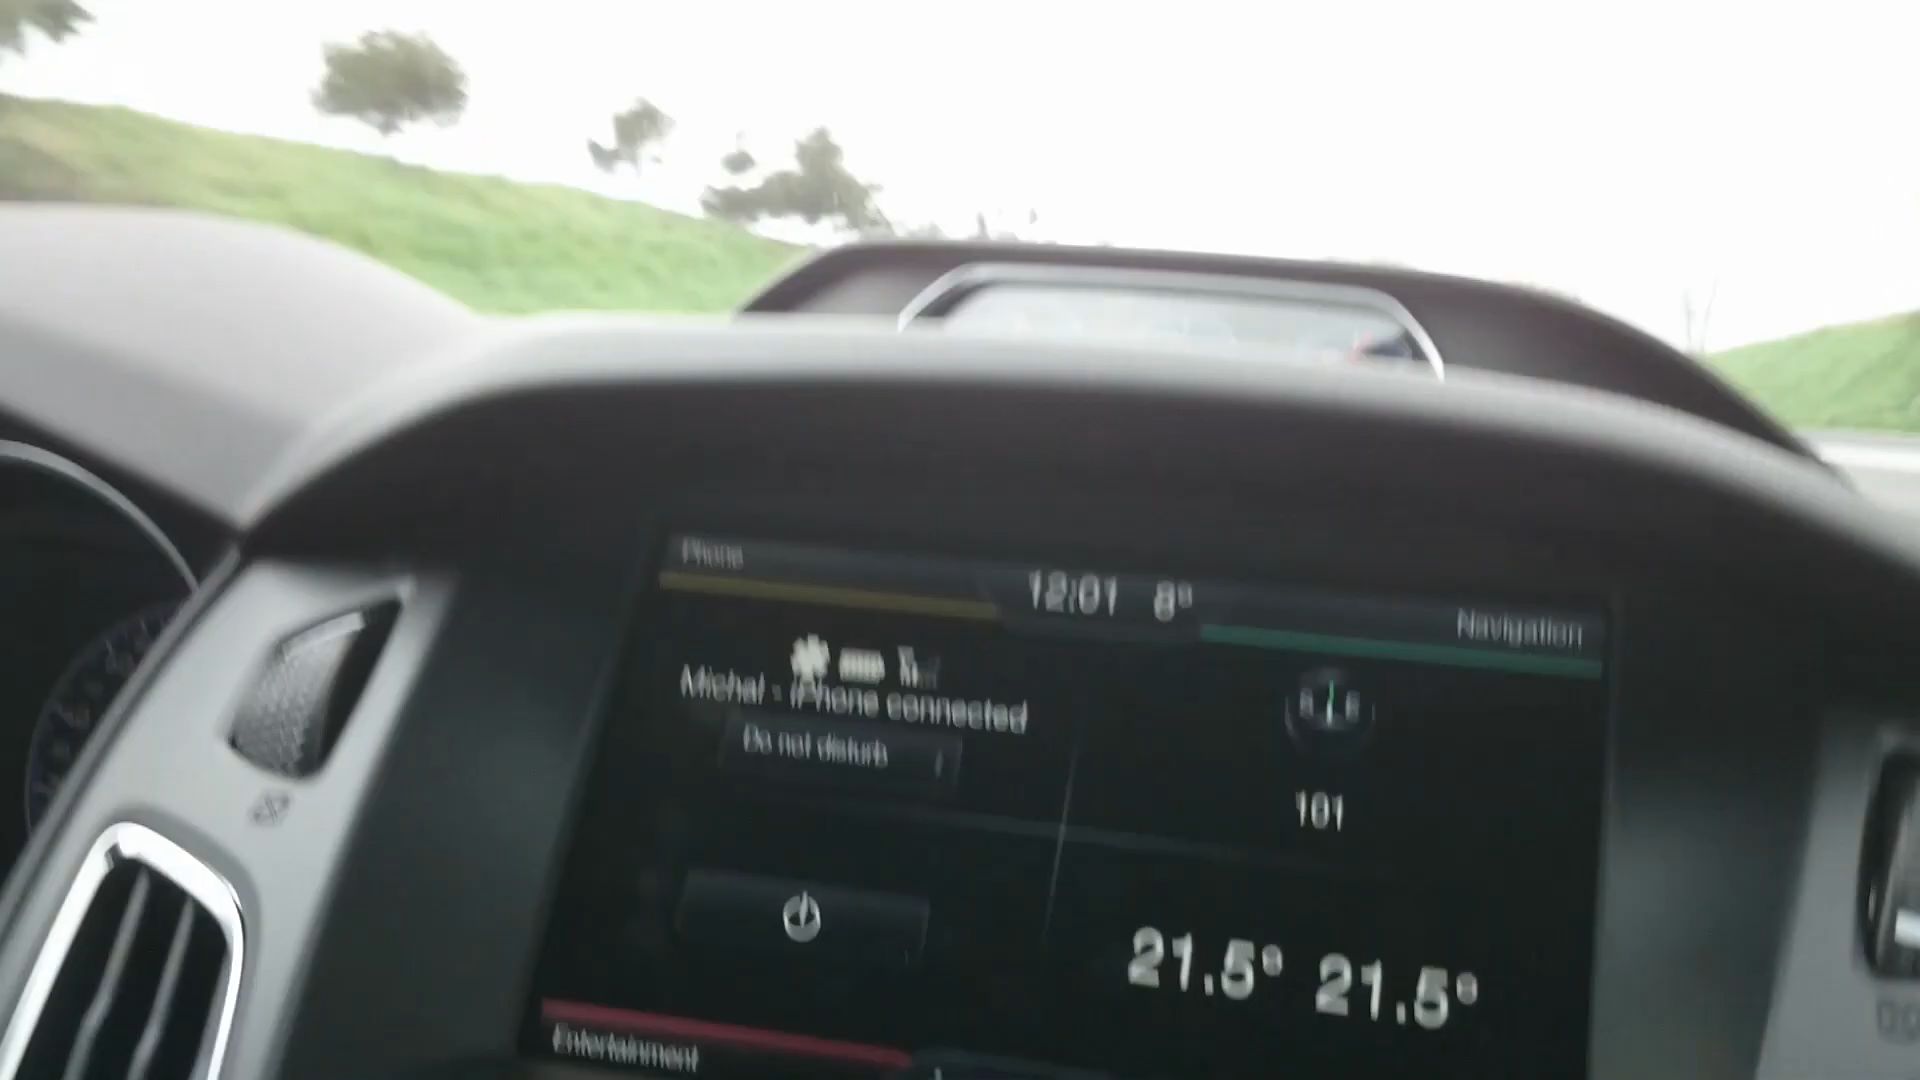 Phone
12:01 8°
Navigation
Michal - iPhone connected
Do not disturb
101
21.5° 21.5°
Entertainment